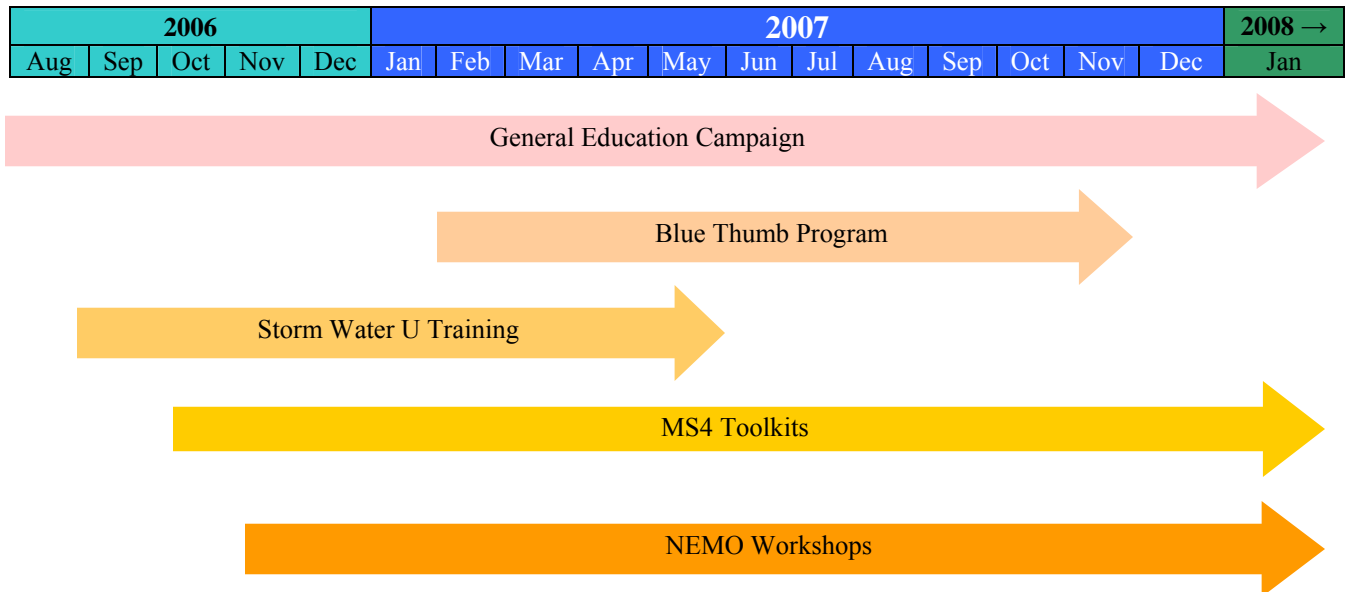 2006 2007 2008 →
Aug Sep Oct Nov Dec Jan Feb Mar Apr May Jun Jul Aug Sep Oct Nov Dec Jan
General Education Campaign
Blue Thumb Program
Storm Water U Training
MS4 Toolkits
NEMO Workshops